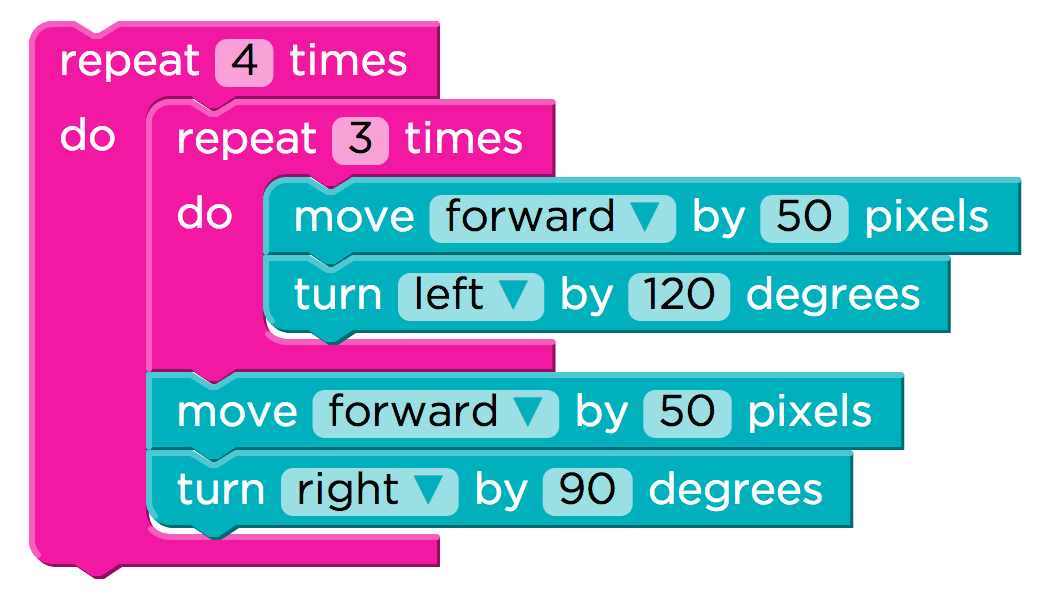 repeat 4 times
do repeat 3 times
do move forward ▼ by 50 pixels
turn left ▼ by 120 degrees
move forward ▼ by 50 pixels
turn right ▼ by 90 degrees